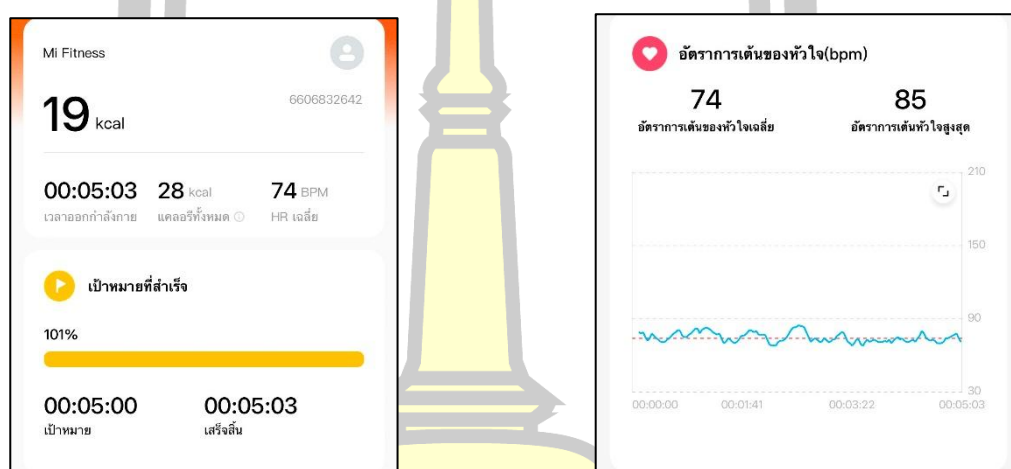 Mi Fitness
19 kcal
6606832642
00:05:03 28 kcal 74 BPM
เวลาออกกำลังกาย แคลอรีทั้งหมด HR เฉลี่ย
เป้าหมายที่สำเร็จ
101%
00:05:00 00:05:03
เป้าหมาย เสร็จสิ้น
อัตราการเต้นของหัวใจ(bpm)
74 85
อัตราการเต้นของหัวใจเฉลี่ย อัตราการเต้นหัวใจสูงสุด
210
150
90
30
00:00:00 00:01:41 00:03:22 00:05:03